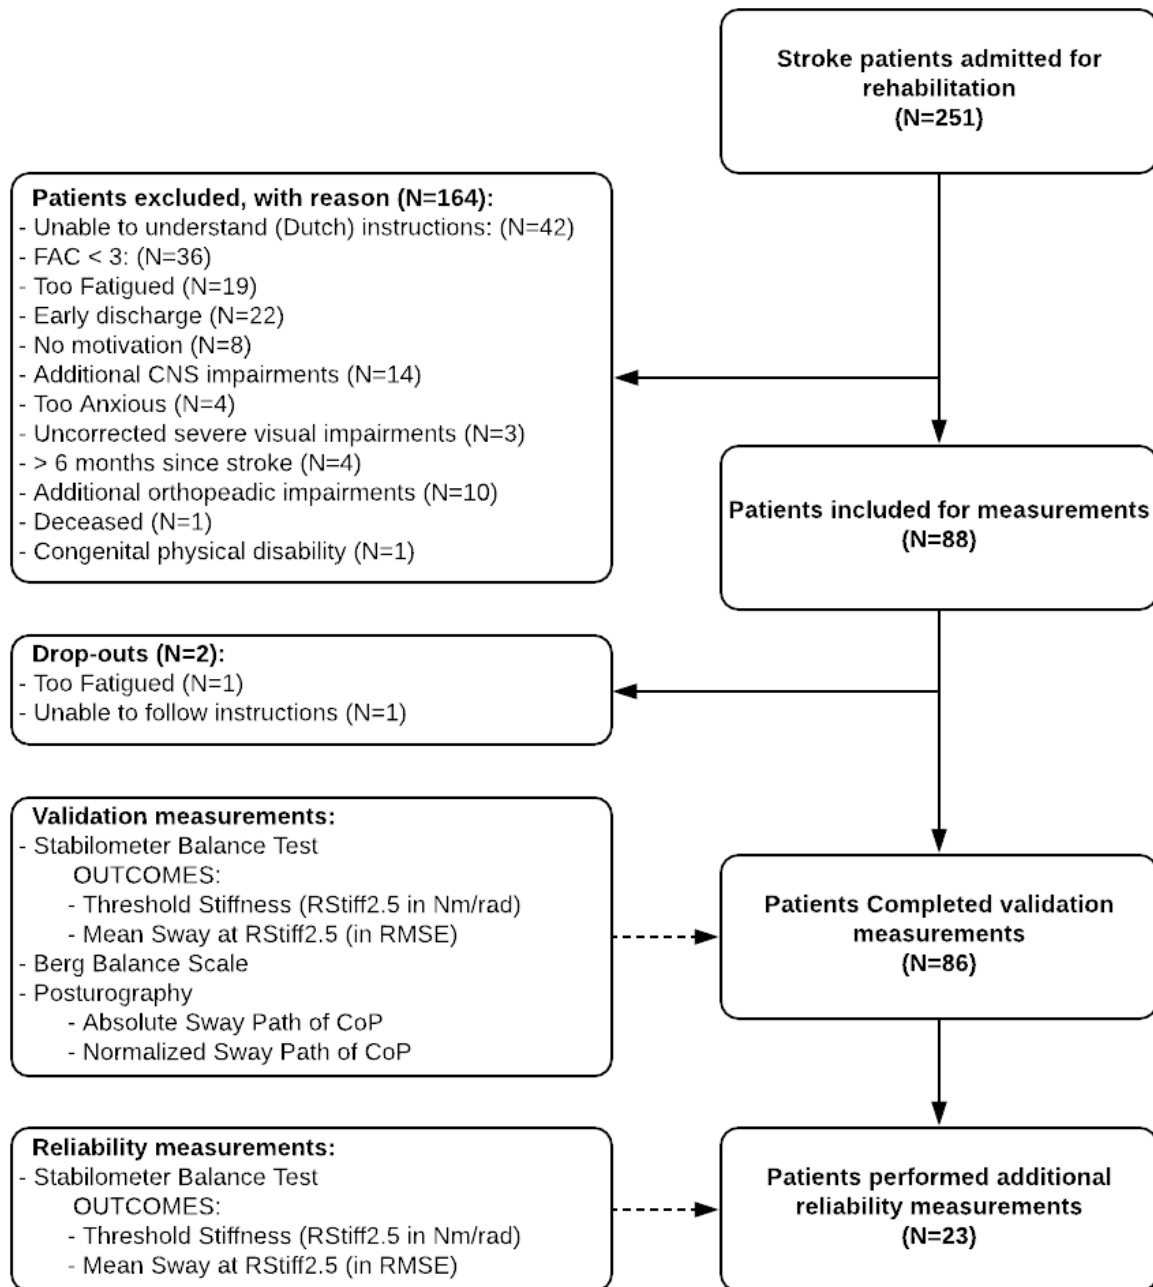 Stroke patients admitted for
rehabilitation
(N=251)
Patients excluded, with reason (N=164):
- Unable to understand (Dutch) instructions: (N=42)
- FAC < 3: (N=36)
- Too Fatigued (N=19)
- Early discharge (N=22)
- No motivation (N=8)
- Additional CNS impairments (N=14)
- Too Anxious (N=4)
- Uncorrected severe visual impairments (N=3)
- > 6 months since stroke (N=4)
- Additional orthopeadic impairments (N=10)
- Deceased (N=1)
- Congenital physical disability (N=1)
Patients included for measurements
(N=88)
Drop-outs (N=2):
- Too Fatigued (N=1)
- Unable to follow instructions (N=1)
Validation measurements:
- Stabilometer Balance Test
OUTCOMES:
- Threshold Stiffness (RStiff2.5 in Nm/rad)
- Mean Sway at RStiff2.5 (in RMSE)
- Berg Balance Scale
- Posturography
- Absolute Sway Path of CoP
- Normalized Sway Path of CoP
Patients Completed validation
measurements
(N=86)
Reliability measurements:
- Stabilometer Balance Test
OUTCOMES:
- Threshold Stiffness (RStiff2.5 in Nm/rad)
- Mean Sway at RStiff2.5 (in RMSE)
Patients performed additional
reliability measurements
(N=23)